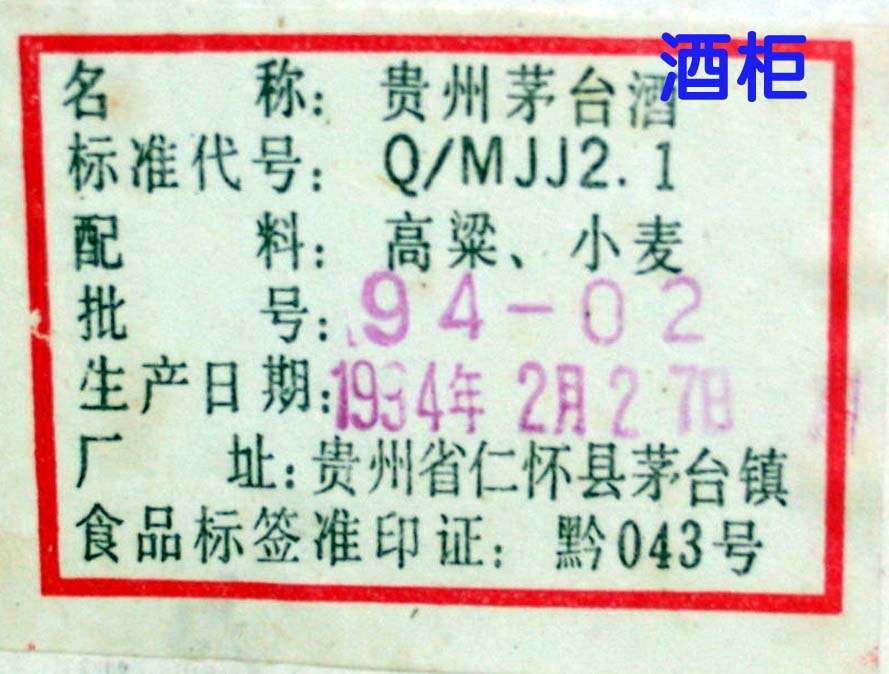 酒柜
名 称: 贵州茅台酒
标准代号: Q/MJJ2.1
配 料: 高粱、小麦
批 号: 94-02
生产日期: 1994年 2月27日
厂 址: 贵州省仁怀县茅台镇
食品标签准印证: 黔043号